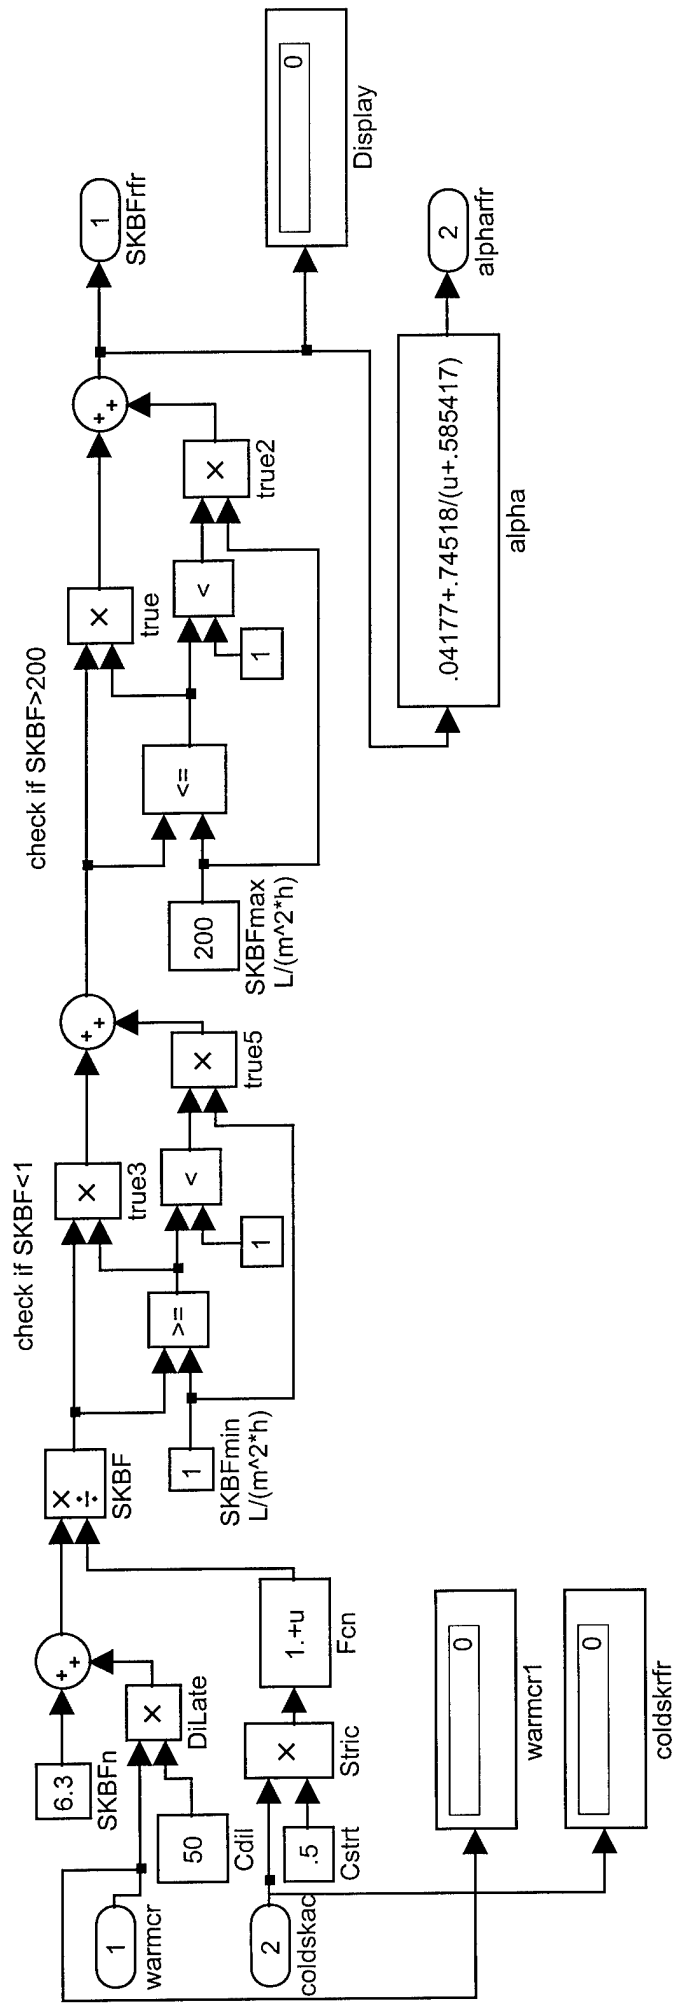 1
warmcr
6.3
SKBFn
50
Cdil
×
DiLate
+
+
2
coldskac
.5
Cstrt
×
Stric
1.+u
Fcn
×
÷
SKBF
warmcr1
0
coldskrfr
0
check if SKBF<1
1
SKBFmin
L/(m^2*h)
>=
1
<
×
true3
×
true5
+
+
check if SKBF>200
200
SKBFmax
L/(m^2*h)
<=
1
<
×
true
×
true2
+
+
1
SKBFrfr
0
Display
.04177+.74518/(u+.585417)
alpha
2
alpharfr